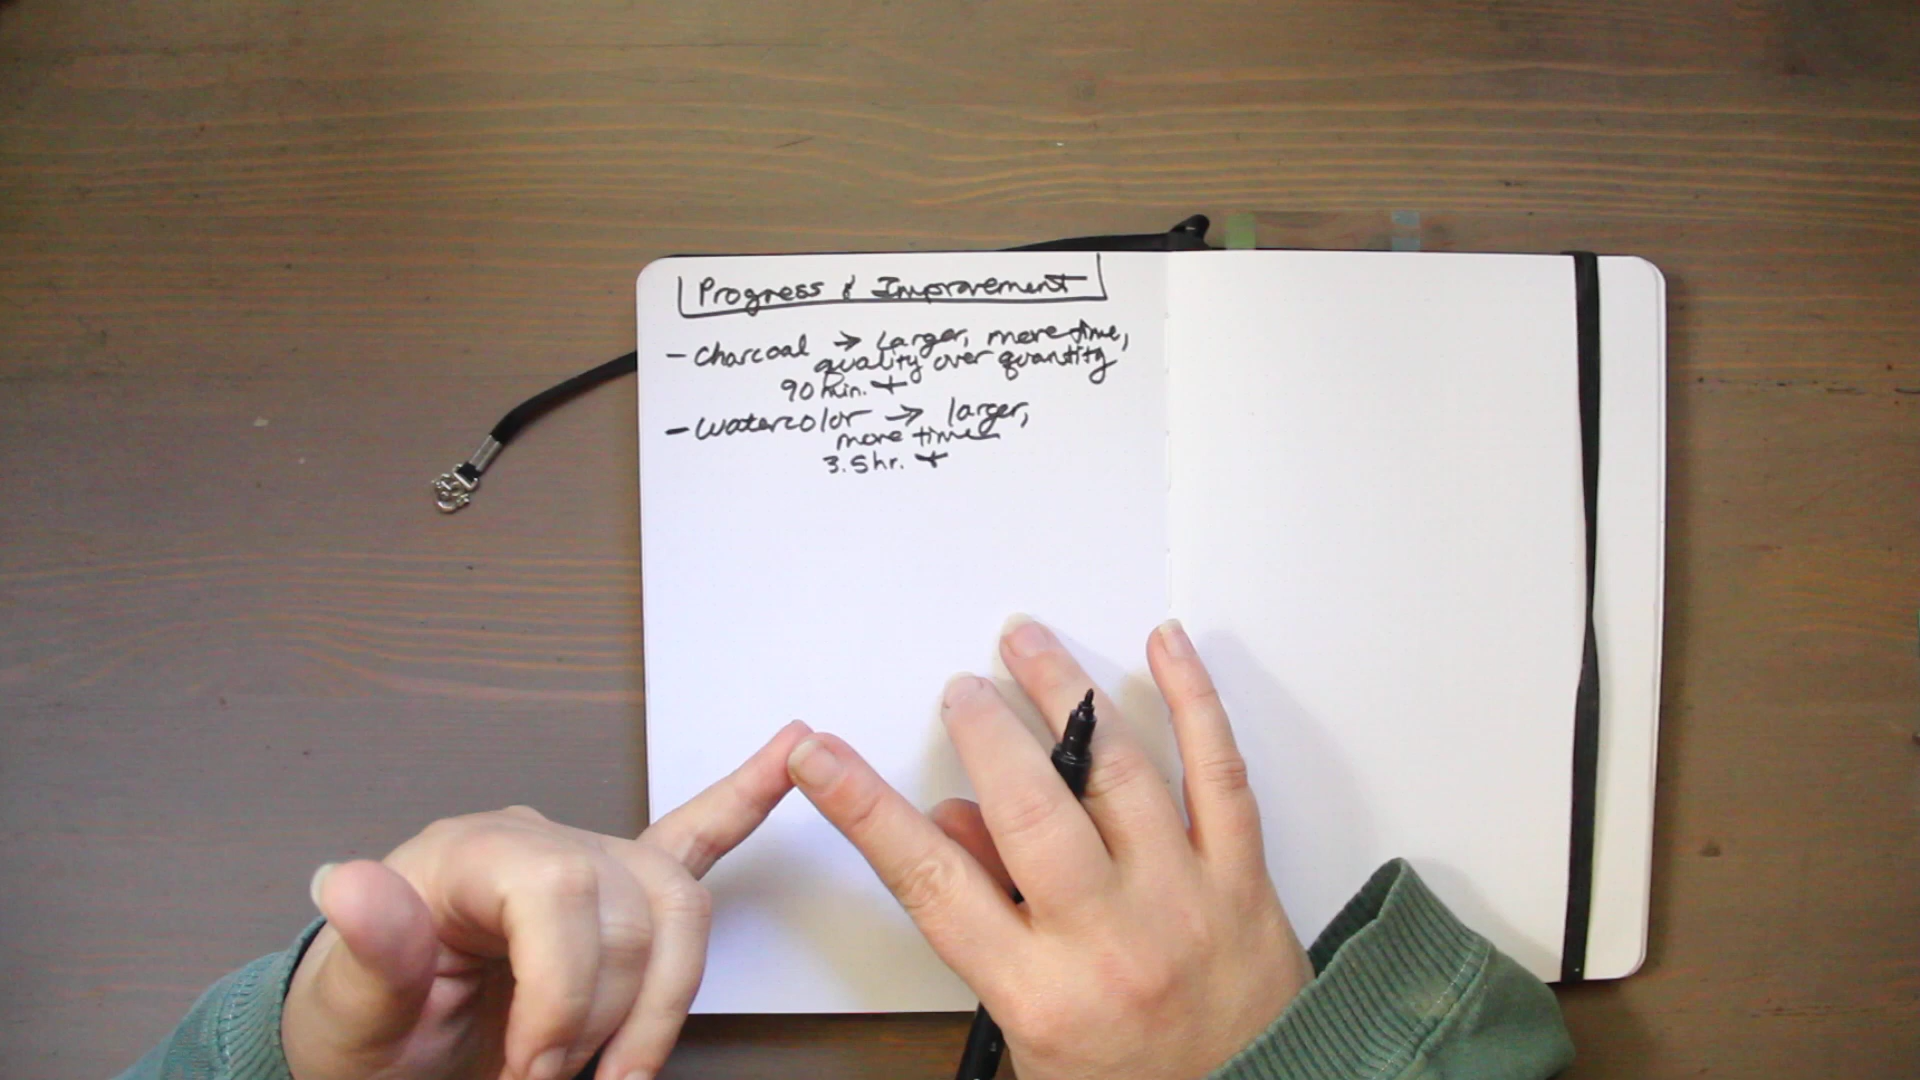 Progress & Improvement
- Charcoal → Larger, more time,
quality over quantity
90 min. +
- Watercolor → larger,
more time
3.5hr. +